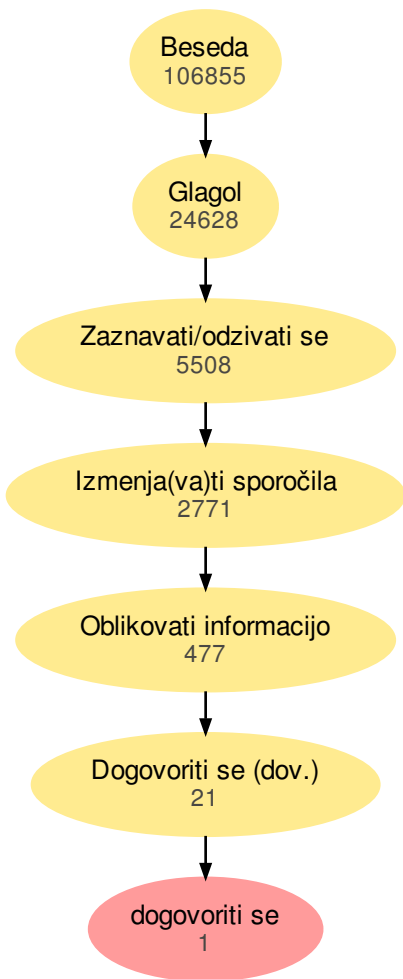 Beseda
106855
Glagol
24628
Zaznavati/odzivati se
5508
Izmenja(va)ti sporočila
2771
Oblikovati informacijo
477
Dogovoriti se (dov.)
21
dogovoriti se
1